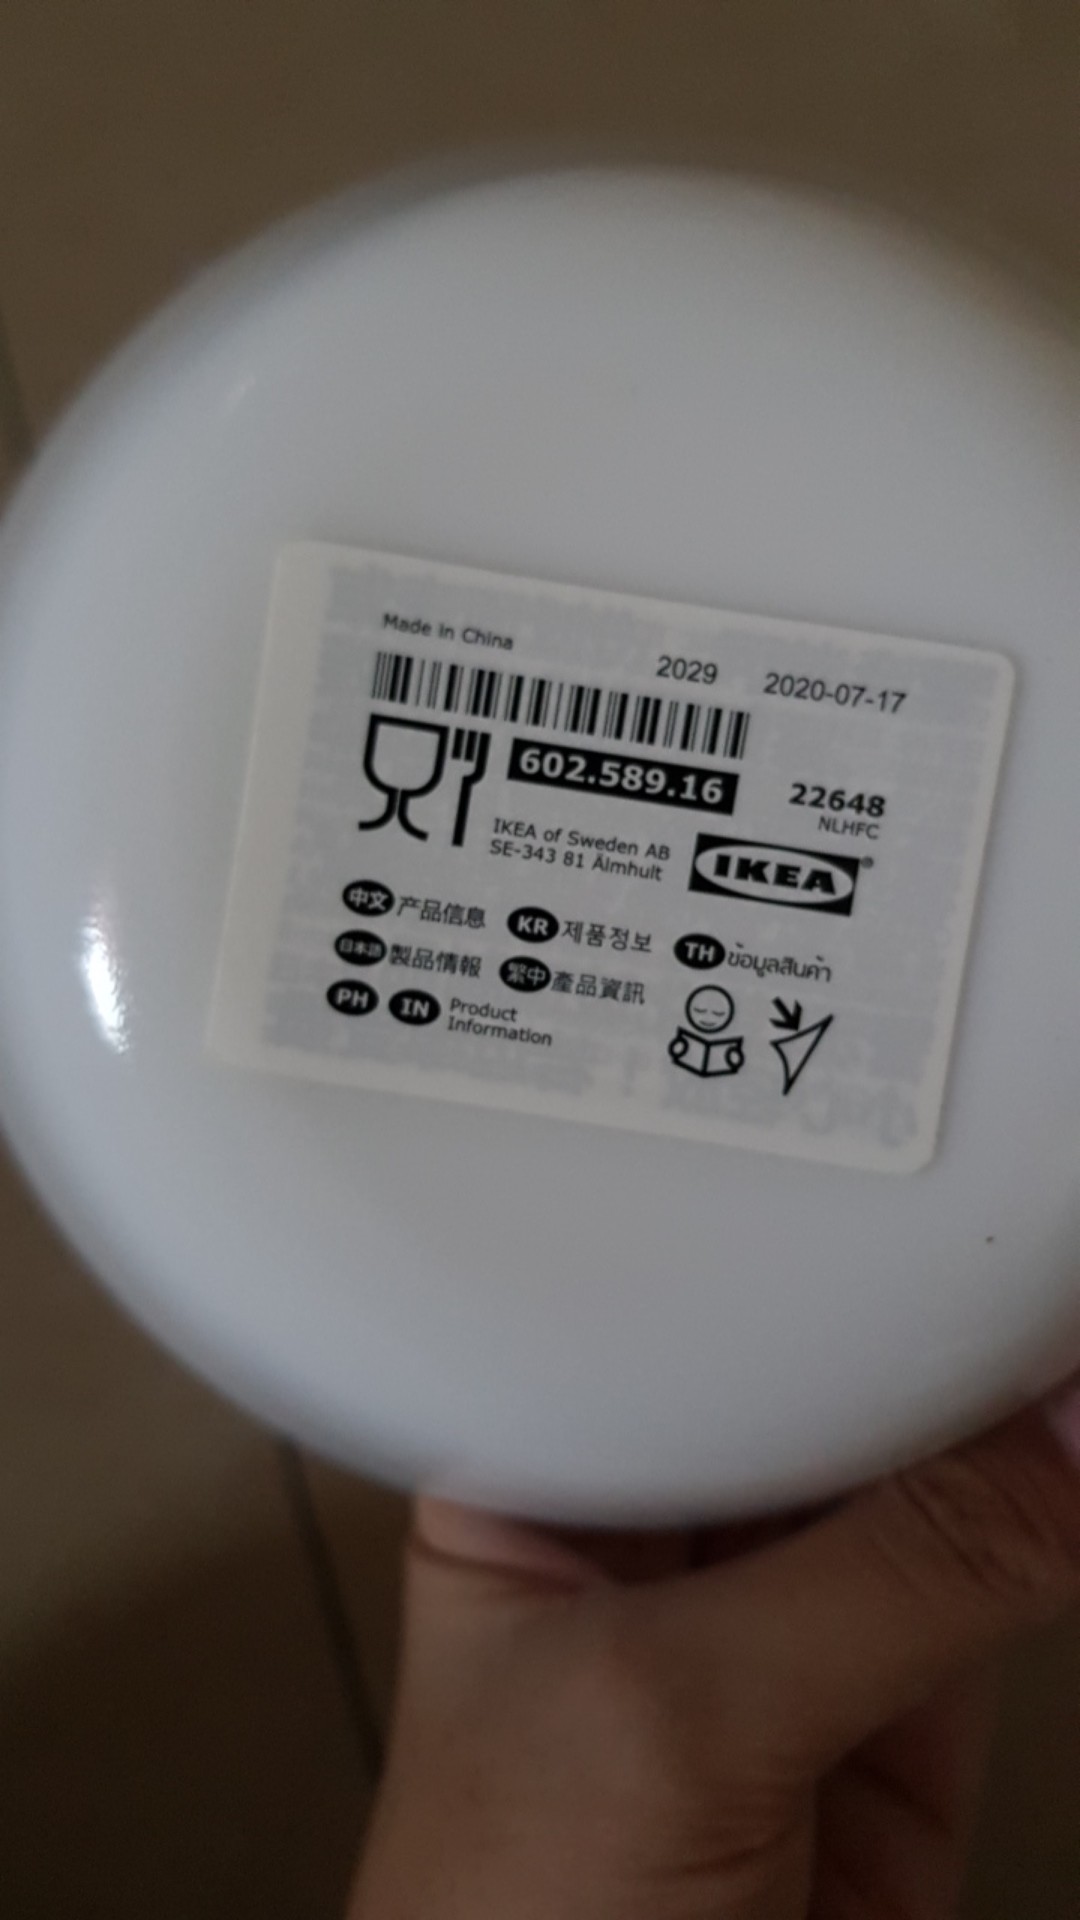 Made in China
2029 2020-07-17
602.589.16
22648
NLHFC
IKEA of Sweden AB
SE-343 81 Älmhult
IKEA®
中文 产品信息 KR 제품정보 TH ข้อมูลสินค้า
日本語 製品情報 繁中 產品資訊
PH IN Product
Information